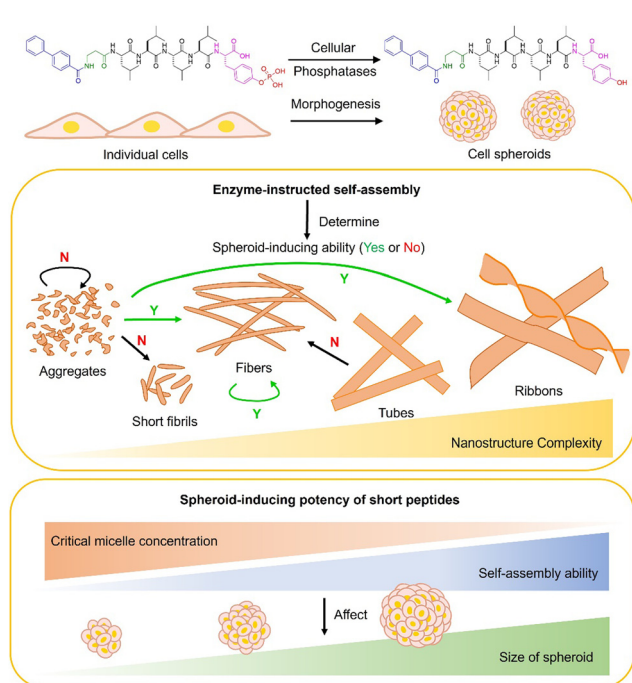 O
N
H
O
OH
P
OH
Cellular
Phosphatases
Morphogenesis
Individual cells
Cell spheroids
Enzyme-instructed self-assembly
Determine
Spheroid-inducing ability (Yes or No)
N
Y
Y
N
N
Aggregates
Fibers
Short fibrils
Y
Tubes
Ribbons
Nanostructure Complexity
Spheroid-inducing potency of short peptides
Critical micelle concentration
Self-assembly ability
Affect
Size of spheroid